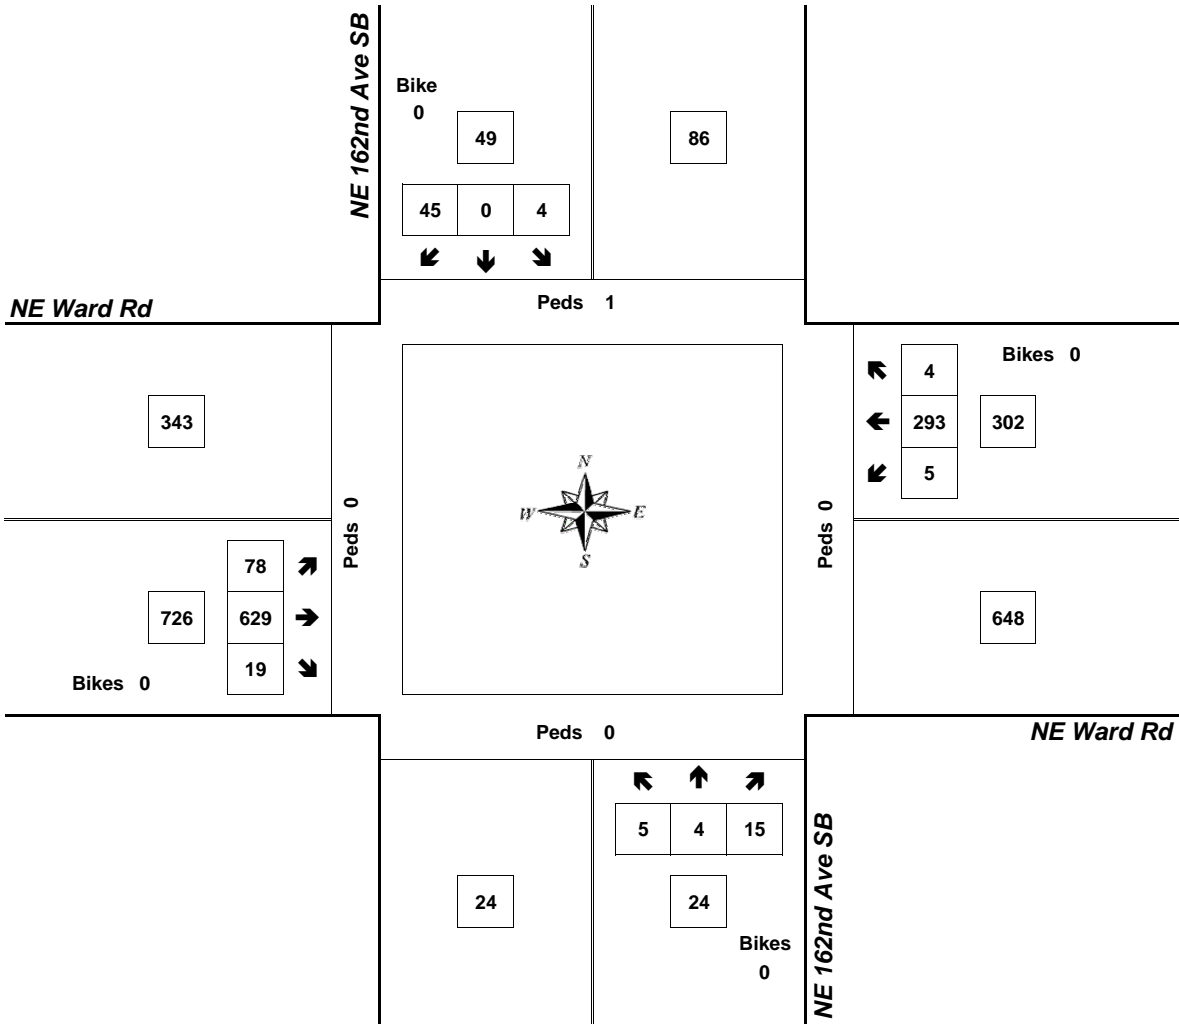 NE 162nd Ave SB
Bike
0
49
86
45 0 4
Peds 1
NE Ward Rd
Bikes 0
4
343
293 302
5
N
W E
S
Peds 0
Peds 0
78
726 629
19
648
Bikes 0
Peds 0
NE Ward Rd
5 4 15
24
24
Bikes
0
NE 162nd Ave SB